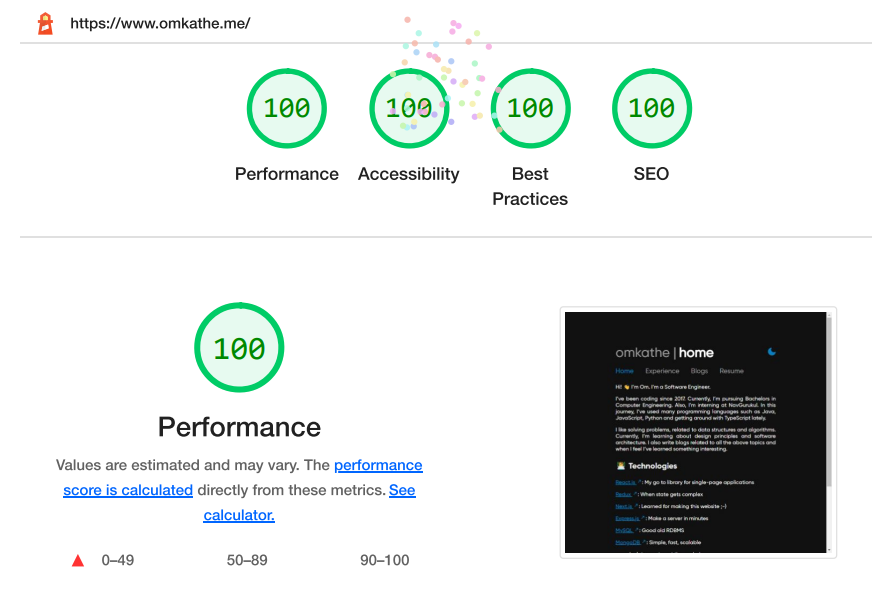 https://www.omkathe.me/
100 100 100 100
Performance Accessibility Best SEO
Practices
100
Performance
Values are estimated and may vary. The performance
score is calculated directly from these metrics. See
calculator.
0–49 50–89 90–100
omkathe | home
Home Experience Blogs Resume
Hi! 👋 I'm Om. I'm a Software Engineer.
I've been coding since 2017. Currently, I'm pursuing Bachelors in
Computer Engineering. Also, I'm interning at NavGurukul. In this
journey, I've used many programming languages such as Java,
JavaScript, Python and getting around with TypeScript lately.
I like solving problems, related to data structures and algorithms.
Currently, I'm learning about design principles and software
architecture. I also write blogs related to all the above topics and
when I feel I've learned something interesting.
Technologies
React.js : My go to library for single-page applications
Redux : When state gets complex
Next.js : Learned for making this website ;-)
Express.js : Make a server in minutes
MySQL : Good old RDBMS
MongoDB : Simple, fast, scalable